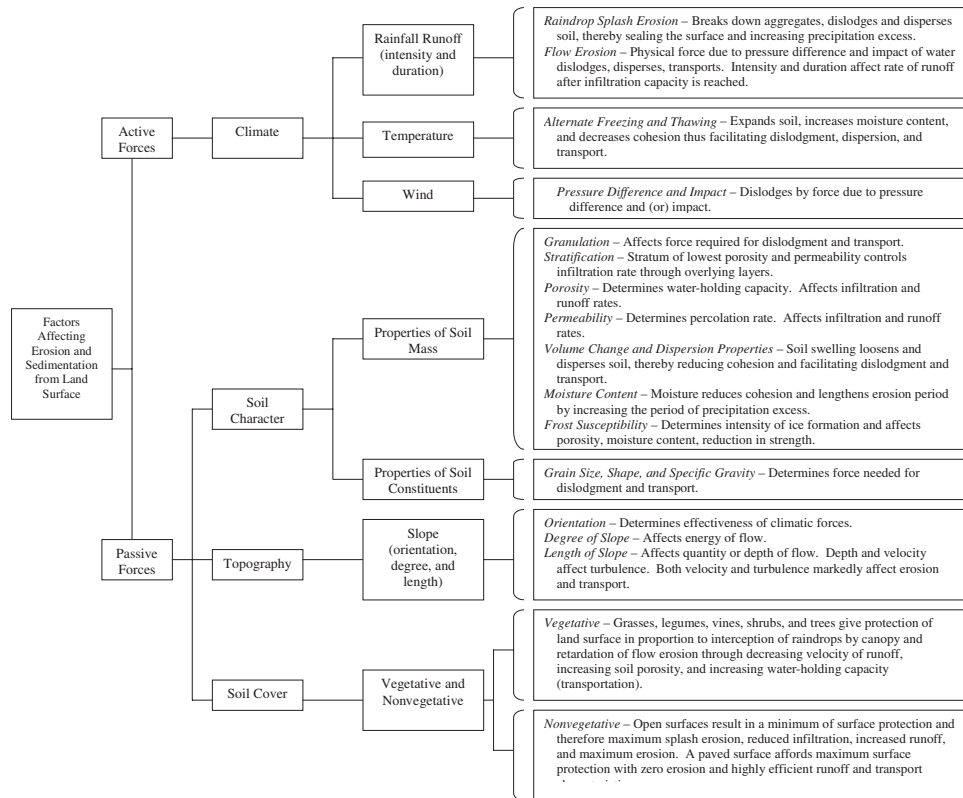 Factors
Affecting
Erosion and
Sedimentation
from Land
Surface
Active
Forces
Climate
Rainfall Runoff
(intensity and
duration)
Raindrop Splash Erosion – Breaks down aggregates, dislodges and disperses
soil, thereby sealing the surface and increasing precipitation excess.
Flow Erosion – Physical force due to pressure difference and impact of water
dislodges, disperses, transports. Intensity and duration affect rate of runoff
after infiltration capacity is reached.
Temperature
Alternate Freezing and Thawing – Expands soil, increases moisture content,
and decreases cohesion thus facilitating dislodgment, dispersion, and
transport.
Wind
Pressure Difference and Impact – Dislodges by force due to pressure
difference and (or) impact.
Passive
Forces
Soil
Character
Properties of Soil
Mass
Granulation – Affects force required for dislodgment and transport.
Stratification – Stratum of lowest porosity and permeability controls
infiltration rate through overlying layers.
Porosity – Determines water-holding capacity. Affects infiltration and
runoff rates.
Permeability – Determines percolation rate. Affects infiltration and runoff
rates.
Volume Change and Dispersion Properties – Soil swelling loosens and
disperses soil, thereby reducing cohesion and facilitating dislodgment and
transport.
Moisture Content – Moisture reduces cohesion and lengthens erosion period
by increasing the period of precipitation excess.
Frost Susceptibility – Determines intensity of ice formation and affects
porosity, moisture content, reduction in strength.
Properties of Soil
Constituents
Grain Size, Shape, and Specific Gravity – Determines force needed for
dislodgment and transport.
Topography
Slope
(orientation,
degree, and
length)
Orientation – Determines effectiveness of climatic forces.
Degree of Slope – Affects energy of flow.
Length of Slope – Affects quantity or depth of flow. Depth and velocity
affect turbulence. Both velocity and turbulence markedly affect erosion
and transport.
Soil Cover
Vegetative and
Nonvegetative
Vegetative – Grasses, legumes, vines, shrubs, and trees give protection of
land surface in proportion to interception of raindrops by canopy and
retardation of flow erosion through decreasing velocity of runoff,
increasing soil porosity, and increasing water-holding capacity
(transportation).
Nonvegetative – Open surfaces result in a minimum of surface protection and
therefore maximum splash erosion, reduced infiltration, increased runoff,
and maximum erosion. A paved surface affords maximum surface
protection with zero erosion and highly efficient runoff and transport